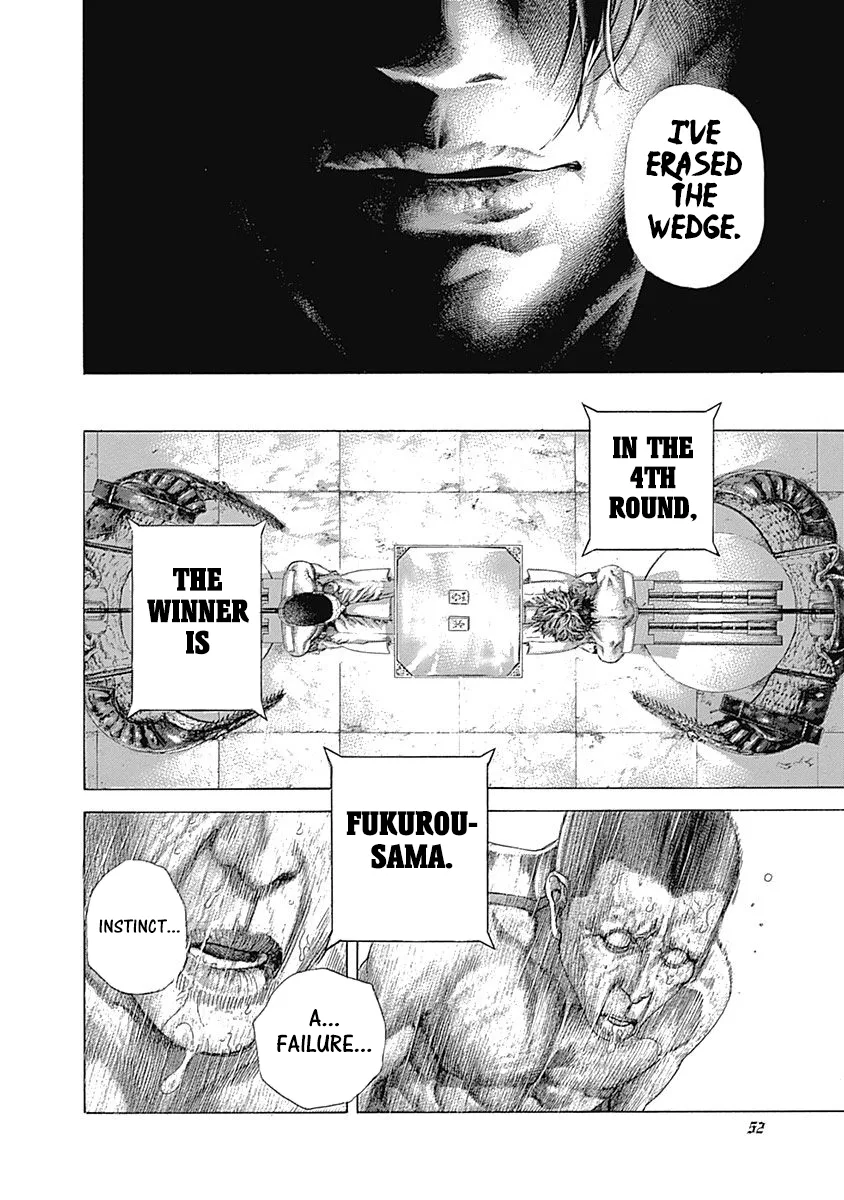 I'VE
ERASED
THE
WEDGE.
IN THE
4TH
ROUND,
THE
WINNER
IS
FUKUROU-
SAMA.
INSTINCT...
A...
FAILURE...
52